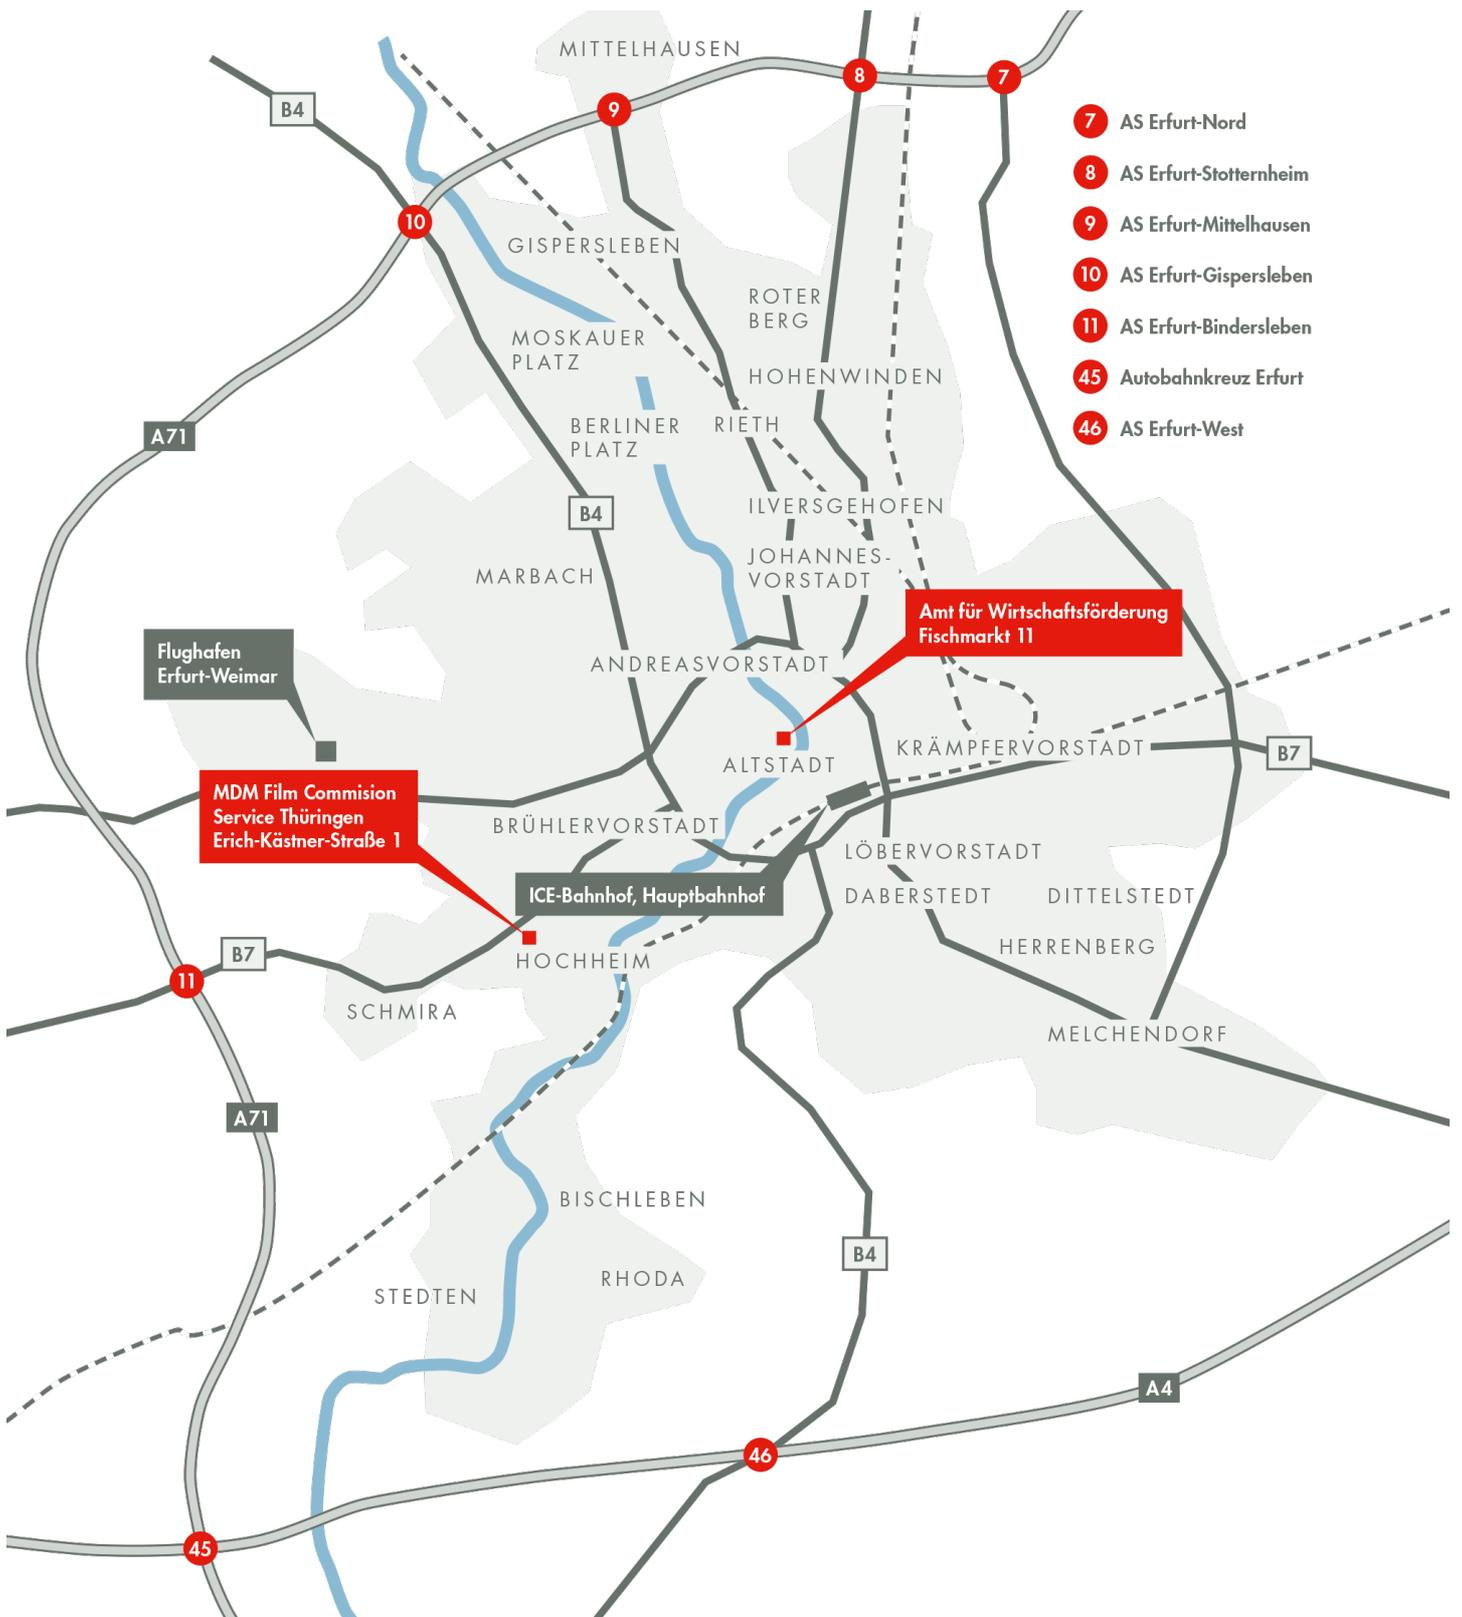 MITTELHAUSEN
8
7
9
B4
7 AS Erfurt-Nord
8 AS Erfurt-Stotternheim
9 AS Erfurt-Mittelhausen
10 AS Erfurt-Gispersleben
11 AS Erfurt-Bindersleben
45 Autobahnkreuz Erfurt
46 AS Erfurt-West
10
GISPERSLEBEN
ROTER
BERG
MOSKAUER
PLATZ
HOHENWINDEN
A71
BERLINER
PLATZ
RIETH
B4
ILVERSGEHOFEN
JOHANNES-
VORSTADT
MARBACH
Amt für Wirtschaftsförderung
Fischmarkt 11
Flughafen
Erfurt-Weimar
ANDREASVORSTADT
KRÄMPFERVORSTADT
B7
ALTSTADT
MDM Film Commision
Service Thüringen
Erich-Kästner-Straße 1
BRÜHLERVORSTADT
LÖBERVORSTADT
ICE-Bahnhof, Hauptbahnhof
DABERSTEDT
DITTELSTEDT
HERRENBERG
B7
HOCHHEIM
11
SCHMIRA
MELCHENDORF
A71
BISCHLEBEN
B4
RHODA
STEDTEN
A4
46
45